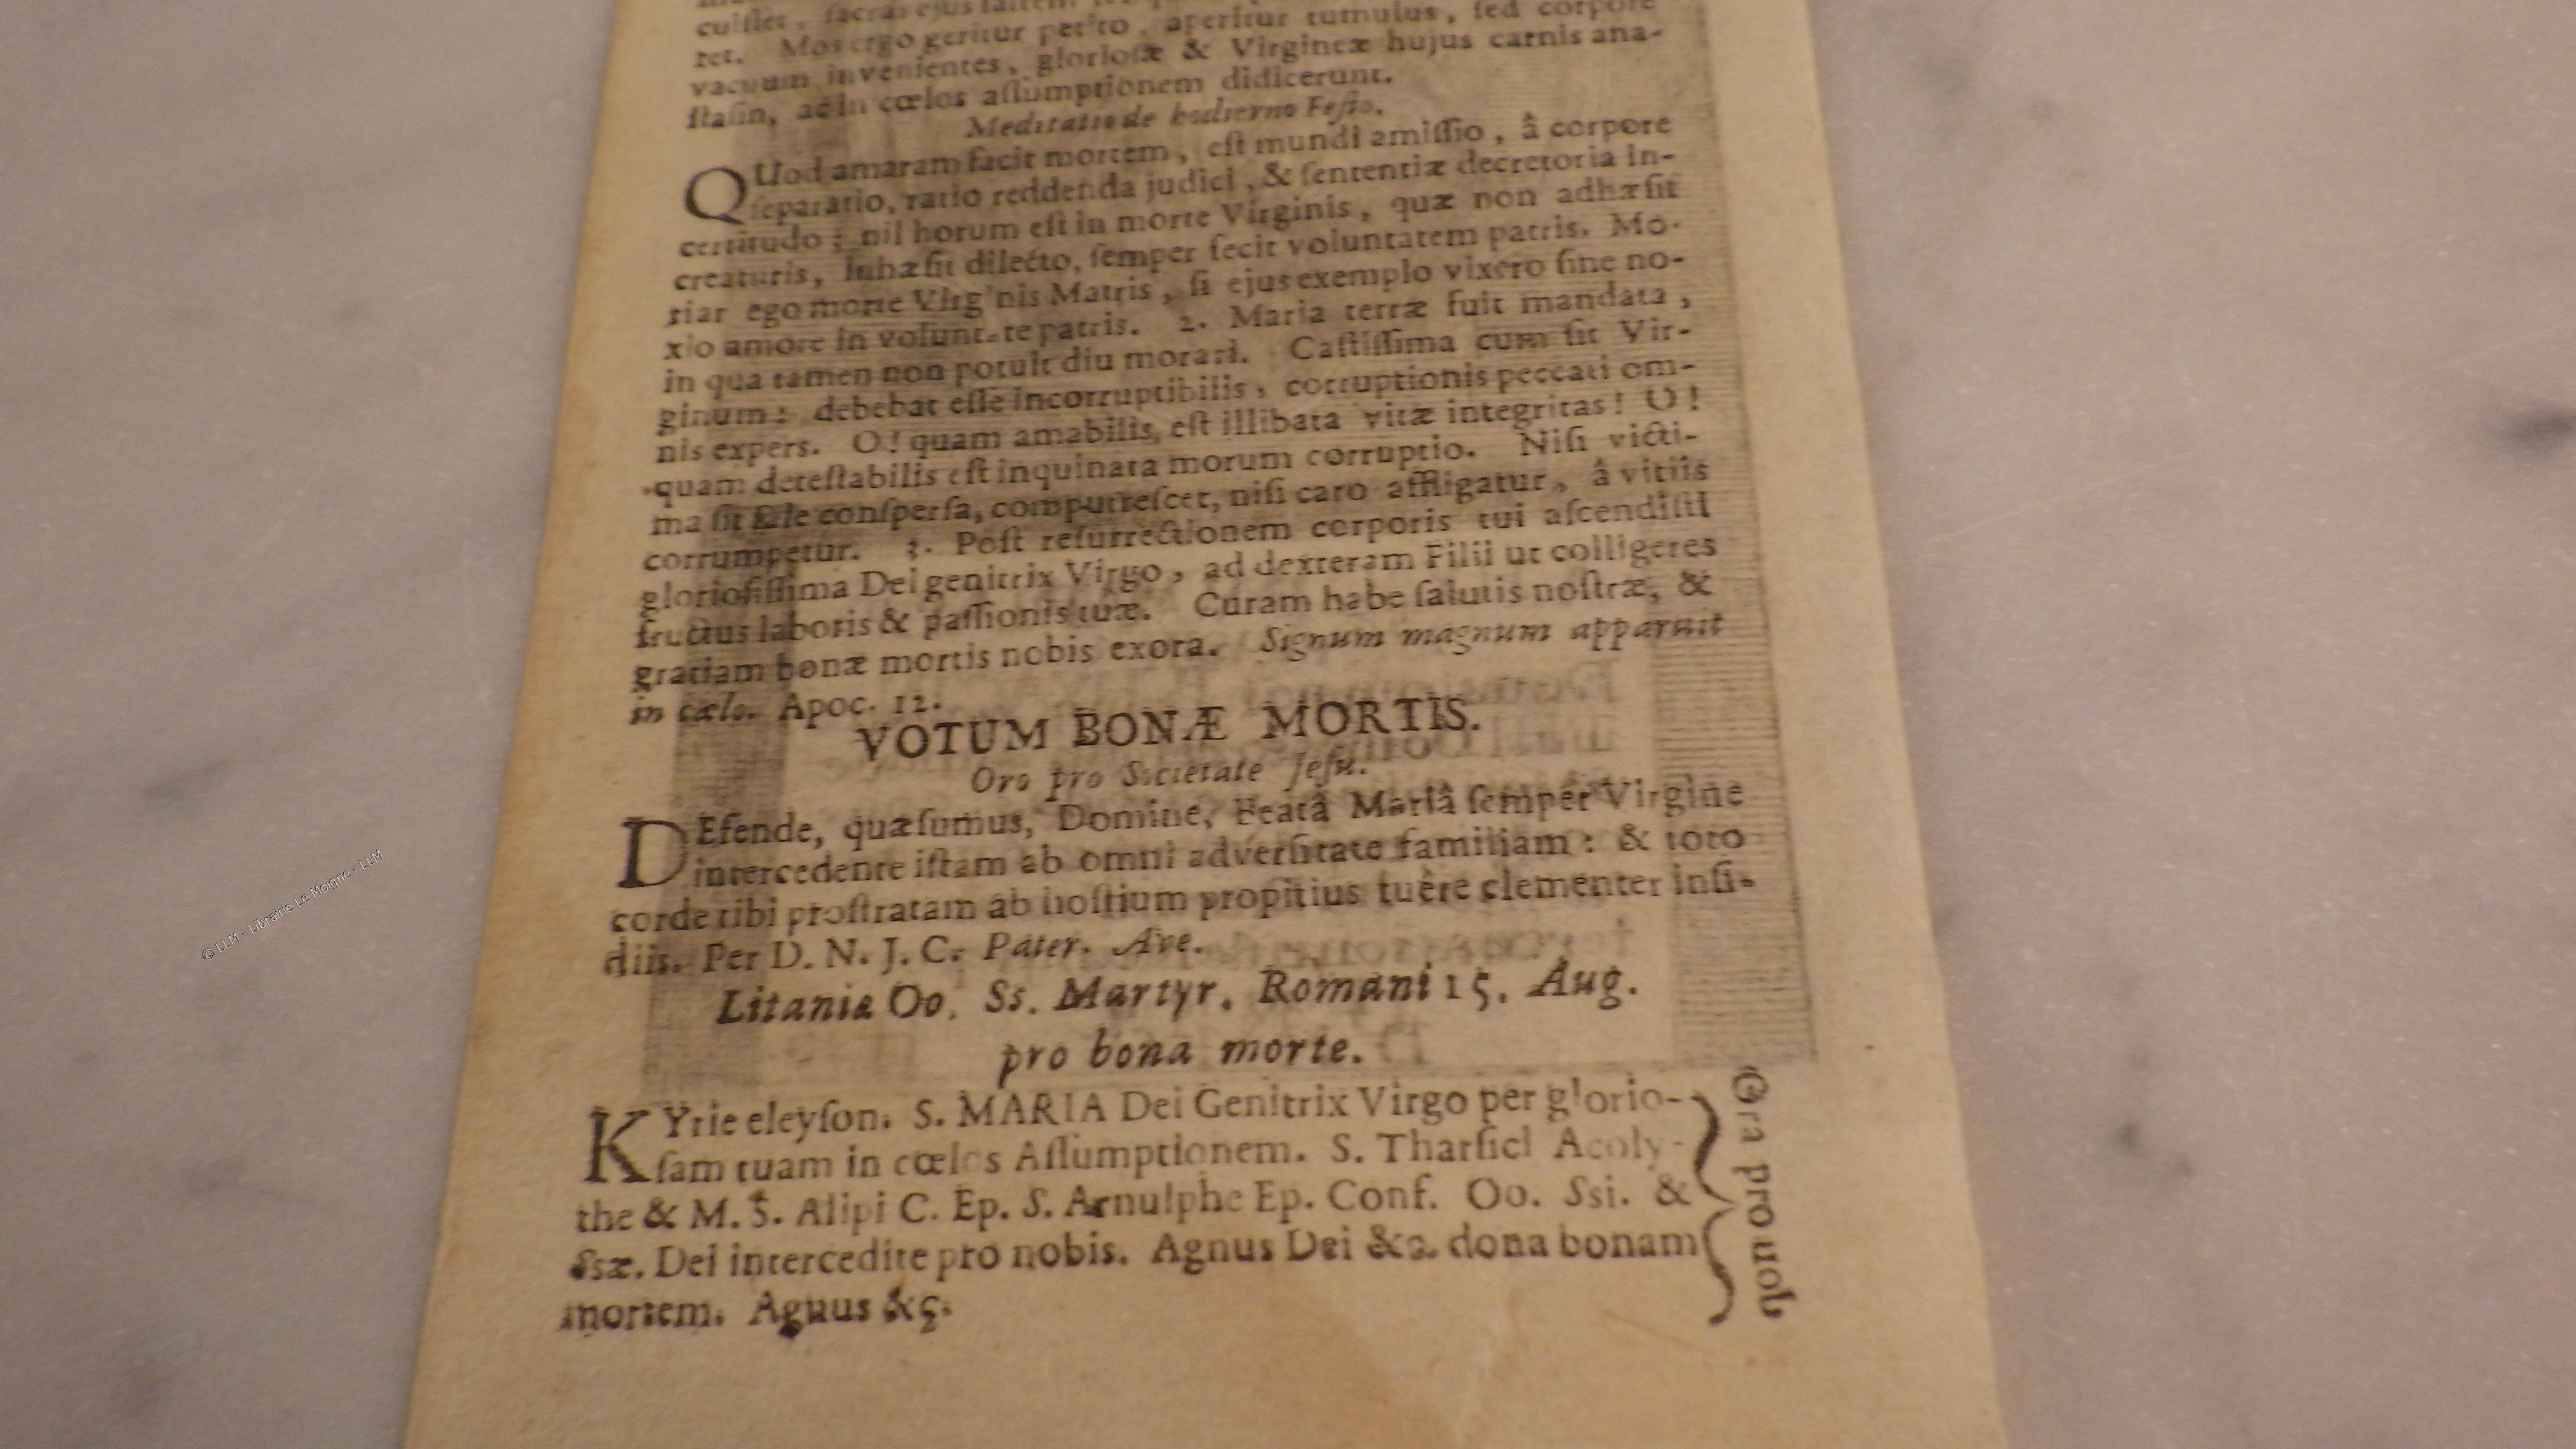 cuisset, sacras ejus
ret. Mos ergo geritur petito, aperitur tumulus, sed corpore
vacuum invenientes, gloriosæ & Virgineæ hujus carnis ana-
stasin, ac in cœlos assumptionem didicerunt.
Meditatio de hodierno Festo.
QUod amaram facit mortem, est mundi amissio, â corpore
separatio, ratio reddenda judici, & sententiæ decretoria in-
certitudo; nil horum est in morte Virginis, quæ non adhæsit
creaturis, inhæsit dilecto, semper fecit voluntatem patris. Mo-
riar ego morte Virg'nis Matris, si ejus exemplo vixero sine no-
xio amore in voluntate patris. 2. Maria terræ fuit mandata,
in qua tamen non potuit diu morari. Castissima cum sit Vir-
ginum: debebat esse incorruptibilis, corruptionis peccati om-
nis expers. O! quam amabilis, est illibata vitæ integritas! O!
quam detestabilis est inquinata morum corruptio. Nisi victi-
ma sit sale conspersa, computrescet, nisi caro affligatur, â vitiis
corrumpetur. 3. Post resurrectionem corporis tui ascendisti
gloriosissima Dei genitrix Virgo, ad dexteram Filii ut colligeres
fructus laboris & passionis tuæ. Curam habe salutis nostræ, &
gratiam bonæ mortis nobis exora. Signum magnum apparuit
in cœlo. Apoc. 12.
VOTUM BONÆ MORTIS.
Oro pro Societate Jesu.
DEfende, quæsumus, Domine, Beatâ Mariâ semper Virgine
intercedente istam ab omni adversitate familiam: & toto
corde tibi prostratam ab hostium propitius tuêre clementer insi-
diis. Per D. N. J. C. Pater. Ave.
Litaniæ Oo. Ss. Martyr. Romani 15. Aug.
pro bona morte.
KYrie eleyson. S. MARIA Dei Genitrix Virgo per glorio-
sam tuam in cœlos Assumptionem. S. Tharsici Acoly-
the & M. S. Alipi C. Ep. S. Arnulphe Ep. Conf. Oo. Ssi. &
Ssæ. Dei intercedite pro nobis. Agnus Dei &c. dona bonam
mortem. Agnus &c.
Ora pro nob.
© LLM - Librairie Le Moigne - LLM